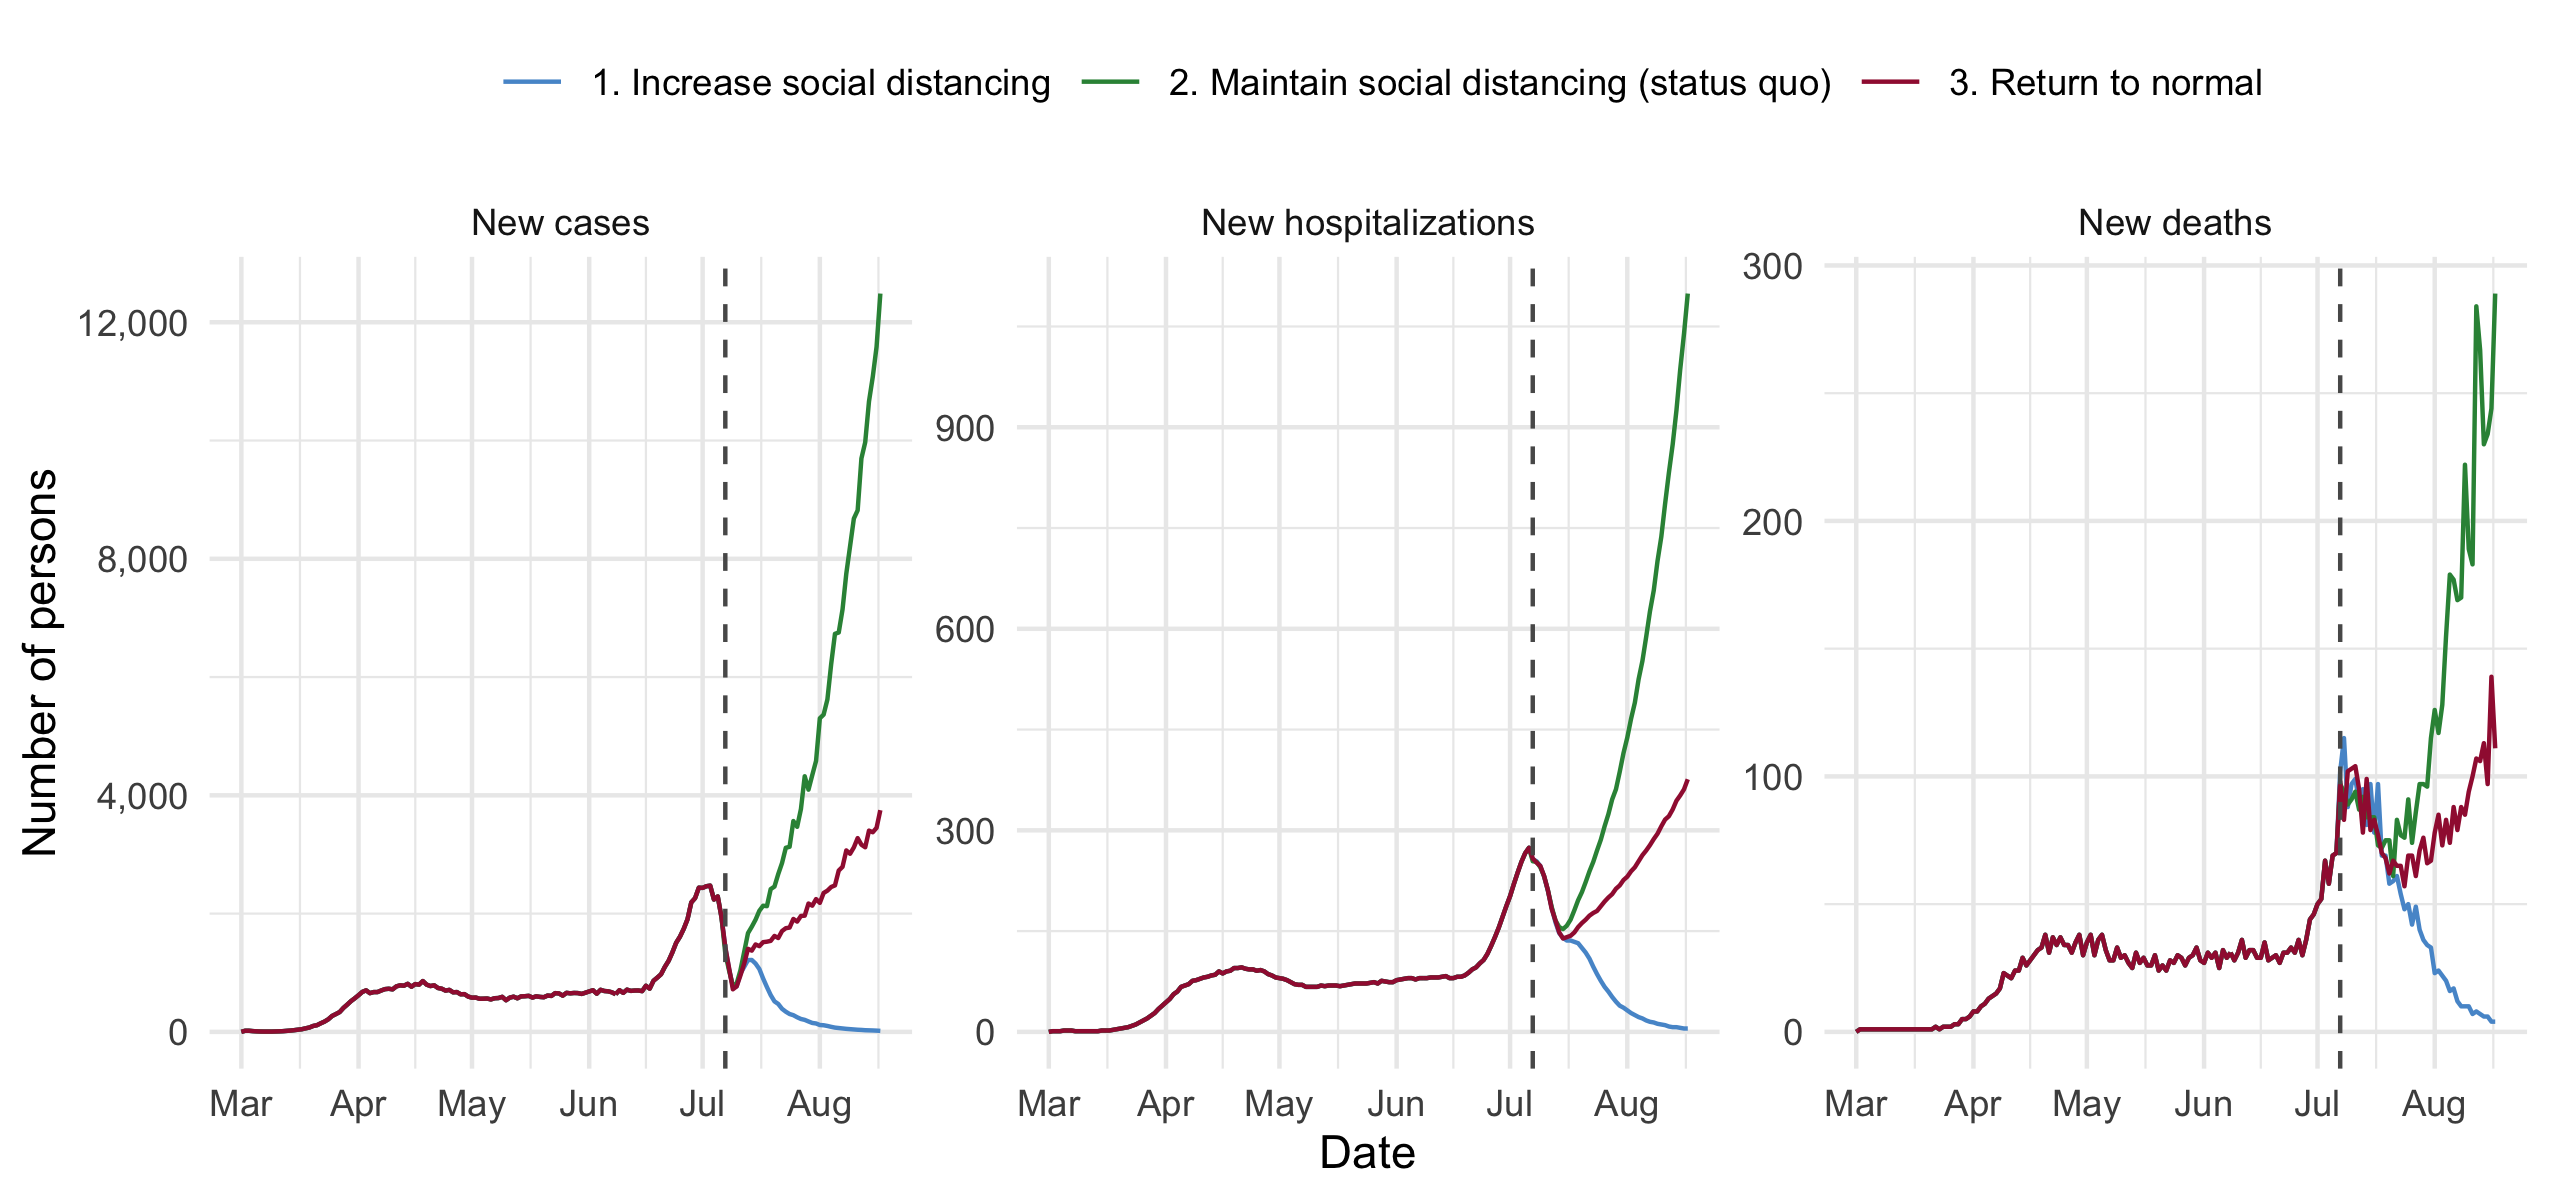 1. Increase social distancing 2. Maintain social distancing (status quo) 3. Return to normal
New cases New hospitalizations New deaths
Number of persons
12,000
8,000
4,000
0
Mar Apr May Jun Jul Aug
900
600
300
0
Mar Apr May Jun Jul Aug
300
200
100
0
Mar Apr May Jun Jul Aug
Date